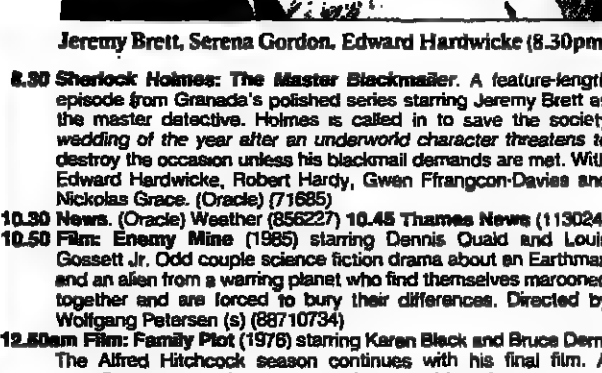 Jeremy Brett, Serena Gordon, Edward Hardwicke (8.30pm
8.30 Sherlock Holmes: The Master Blackmailer. A feature-length
episode from Granada's polished series starring Jeremy Brett as
the master detective. Holmes is called in to save the society
wedding of the year after an underworld character threatens to
destroy the occasion unless his blackmail demands are met. With
Edward Hardwicke, Robert Hardy, Gwen Ffrangcon-Davies and
Nickolas Grace. (Oracle) (71685)
10.30 News. (Oracle) Weather (856227) 10.45 Thames News (113024
10.50 Film: Enemy Mine (1985) starring Dennis Quaid and Louis
Gossett Jr. Odd couple science fiction drama about an Earthman
and an alien from a warring planet who find themselves marooned
together and are forced to bury their differences. Directed by
Wolfgang Petersen (s) (88710734)
12.50am Film: Family Plot (1976) starring Karen Black and Bruce Dern
The Alfred Hitchcock season continues with his final film. A